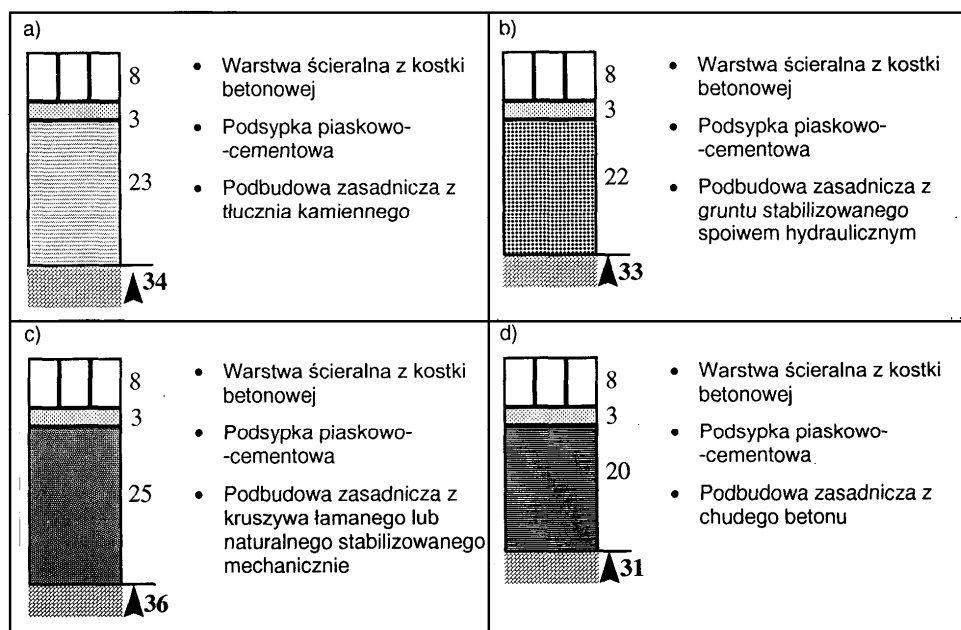 a)
8
3
23
34
• Warstwa ścieralna z kostki
betonowej
• Podsypka piaskowo-
-cementowa
• Podbudowa zasadnicza z
tłucznia kamiennego
b)
8
3
22
33
• Warstwa ścieralna z kostki
betonowej
• Podsypka piaskowo-
-cementowa
• Podbudowa zasadnicza z
gruntu stabilizowanego
spoiwem hydraulicznym
c)
8
3
25
36
• Warstwa ścieralna z kostki
betonowej
• Podsypka piaskowo-
-cementowa
• Podbudowa zasadnicza z
kruszywa łamanego lub
naturalnego stabilizowanego
mechanicznie
d)
8
3
20
31
• Warstwa ścieralna z kostki
betonowej
• Podsypka piaskowo-
-cementowa
• Podbudowa zasadnicza z
chudego betonu